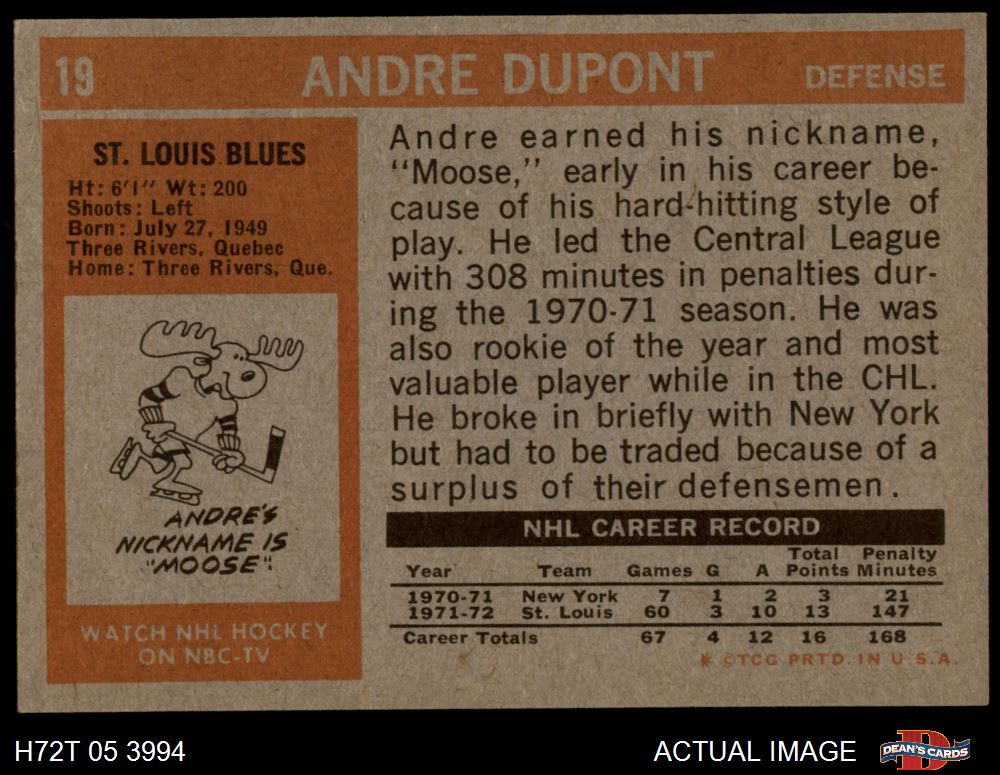 19 ANDRE DUPONT DEFENSE
ST. LOUIS BLUES
Ht: 6'1" Wt: 200
Shoots: Left
Born: July 27, 1949
Three Rivers, Quebec
Home: Three Rivers, Que.
ANDRE'S
NICKNAME IS
"MOOSE".
WATCH NHL HOCKEY
ON NBC-TV
Andre earned his nickname,
"Moose," early in his career be-
cause of his hard-hitting style of
play. He led the Central League
with 308 minutes in penalties dur-
ing the 1970-71 season. He was
also rookie of the year and most
valuable player while in the CHL.
He broke in briefly with New York
but had to be traded because of a
surplus of their defensemen.
NHL CAREER RECORD
Year Team Games G A Total Points Penalty Minutes
1970-71 New York 7 1 2 3 21
1971-72 St. Louis 60 3 10 13 147
Career Totals 67 4 12 16 168
* ©TCG PRTD. IN U.S.A.
H72T 05 3994 ACTUAL IMAGE D DEAN'S CARDS